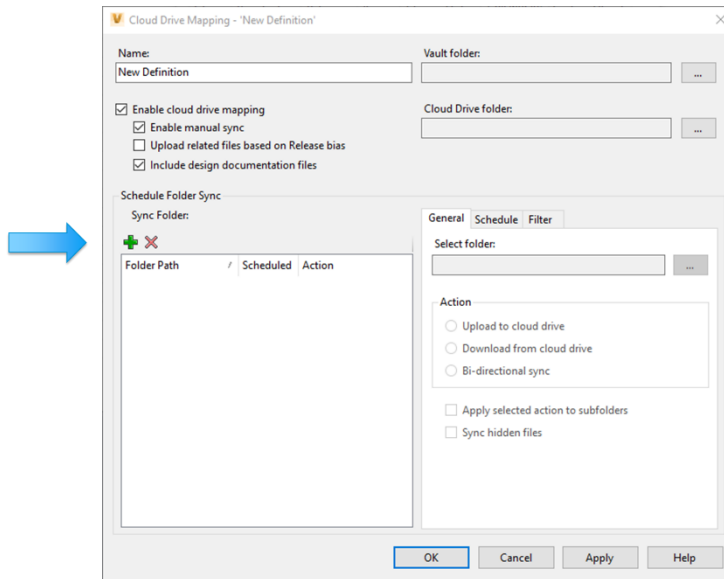 Cloud Drive Mapping - 'New Definition'
Name:
New Definition
Vault folder:
...
Enable cloud drive mapping
Enable manual sync
Upload related files based on Release bias
Include design documentation files
Cloud Drive folder:
...
Schedule Folder Sync
Sync Folder:
Folder Path / Scheduled Action
General Schedule Filter
Select folder:
...
Action
Upload to cloud drive
Download from cloud drive
Bi-directional sync
Apply selected action to subfolders
Sync hidden files
OK Cancel Apply Help